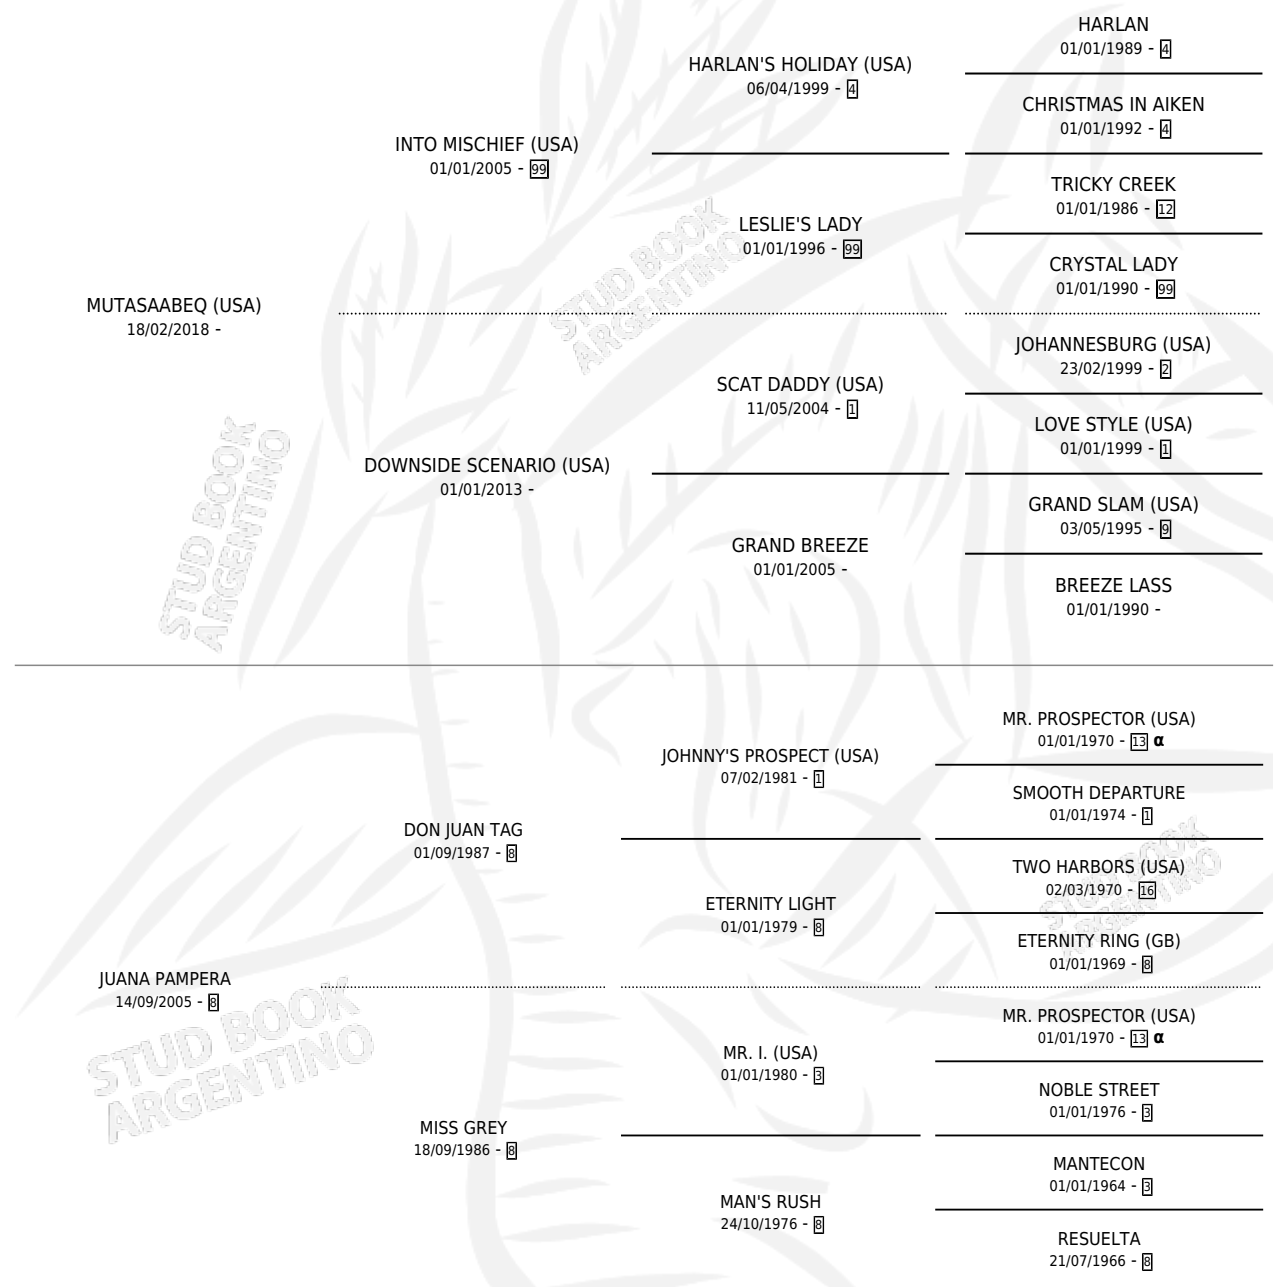 HARLAN
01/01/1989 - 4
HARLAN'S HOLIDAY (USA)
06/04/1999 - 4
CHRISTMAS IN AIKEN
01/01/1992 - 4
INTO MISCHIEF (USA)
01/01/2005 - 99
TRICKY CREEK
01/01/1986 - 12
LESLIE'S LADY
01/01/1996 - 99
CRYSTAL LADY
01/01/1990 - 99
MUTASAABEQ (USA)
18/02/2018 -
JOHANNESBURG (USA)
23/02/1999 - 2
SCAT DADDY (USA)
11/05/2004 - 1
LOVE STYLE (USA)
01/01/1999 - 1
DOWNSIDE SCENARIO (USA)
01/01/2013 -
GRAND SLAM (USA)
03/05/1995 - 9
GRAND BREEZE
01/01/2005 -
BREEZE LASS
01/01/1990 -
MR. PROSPECTOR (USA)
01/01/1970 - 13 α
JOHNNY'S PROSPECT (USA)
07/02/1981 - 1
SMOOTH DEPARTURE
01/01/1974 - 1
DON JUAN TAG
01/09/1987 - 8
TWO HARBORS (USA)
02/03/1970 - 16
ETERNITY LIGHT
01/01/1979 - 8
ETERNITY RING (GB)
01/01/1969 - 8
JUANA PAMPERA
14/09/2005 - 8
MR. PROSPECTOR (USA)
01/01/1970 - 13 α
MR. I. (USA)
01/01/1980 - 3
NOBLE STREET
01/01/1976 - 3
MISS GREY
18/09/1986 - 8
MANTECON
01/01/1964 - 3
MAN'S RUSH
24/10/1976 - 8
RESUELTA
21/07/1966 - 8
STUD BOOK
ARGENTINO
STUD BOOK
ARGENTINO
STUD BOOK
ARGENTINO
STUD BOOK
ARGENTINO